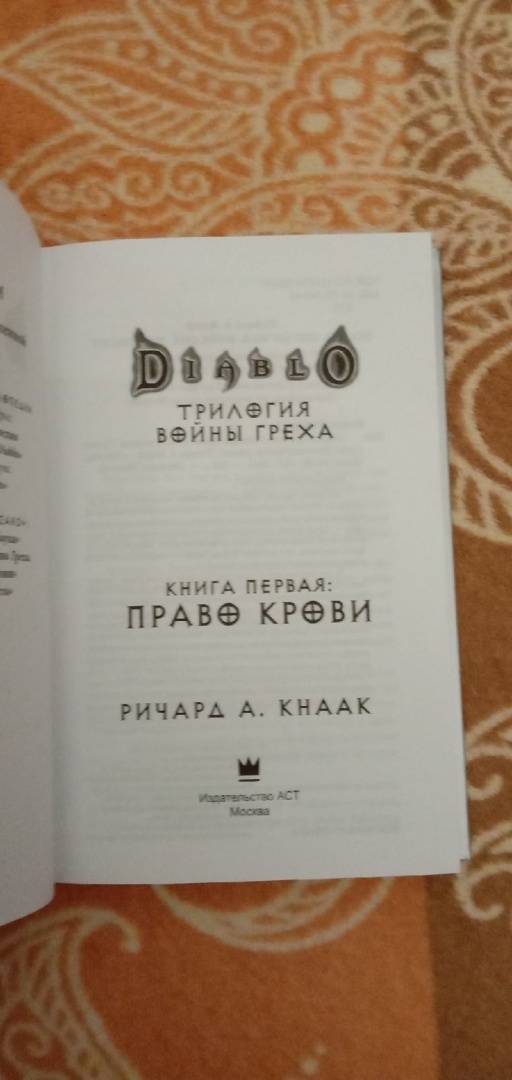 DIABLO
ТРИЛОГИЯ
ВОЙНЫ ГРЕХА
КНИГА ПЕРВАЯ:
ПРАВО КРОВИ
РИЧАРД А. КНААК
Издательство АСТ
Москва